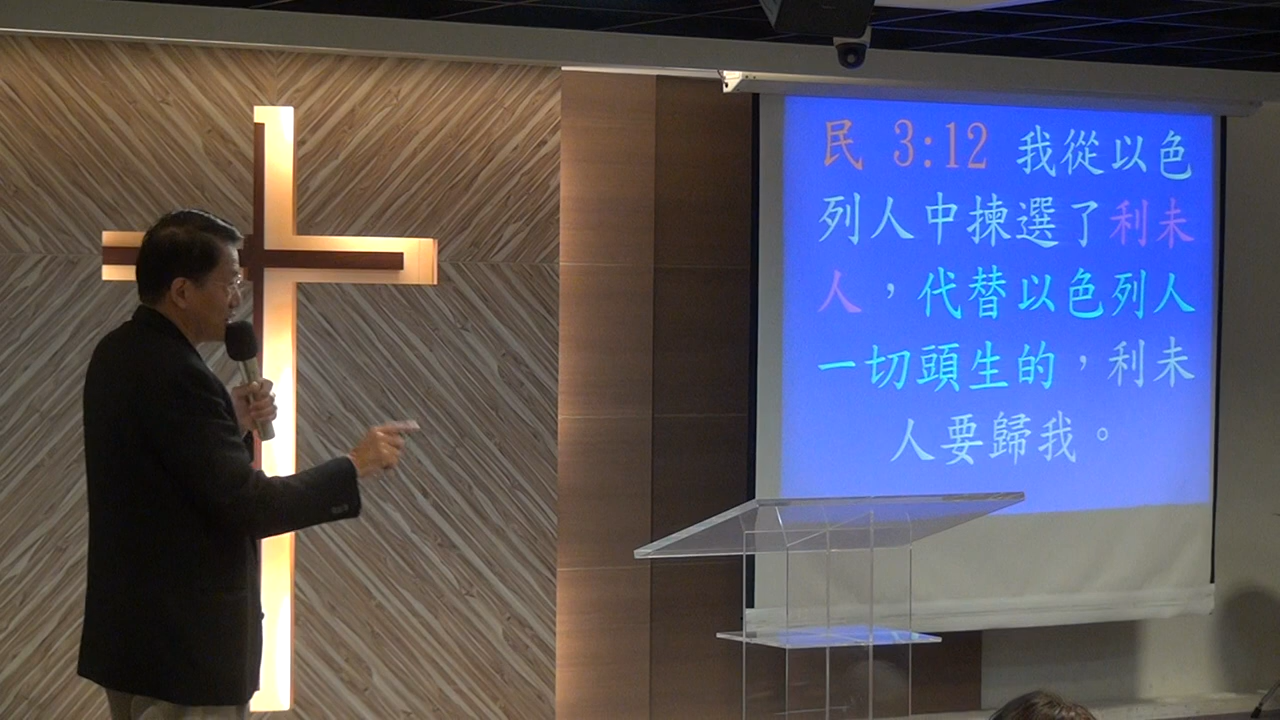 民 3:12 我從以色
列人中揀選了利未
人，代替以色列人
一切頭生的，利未
人要歸我。